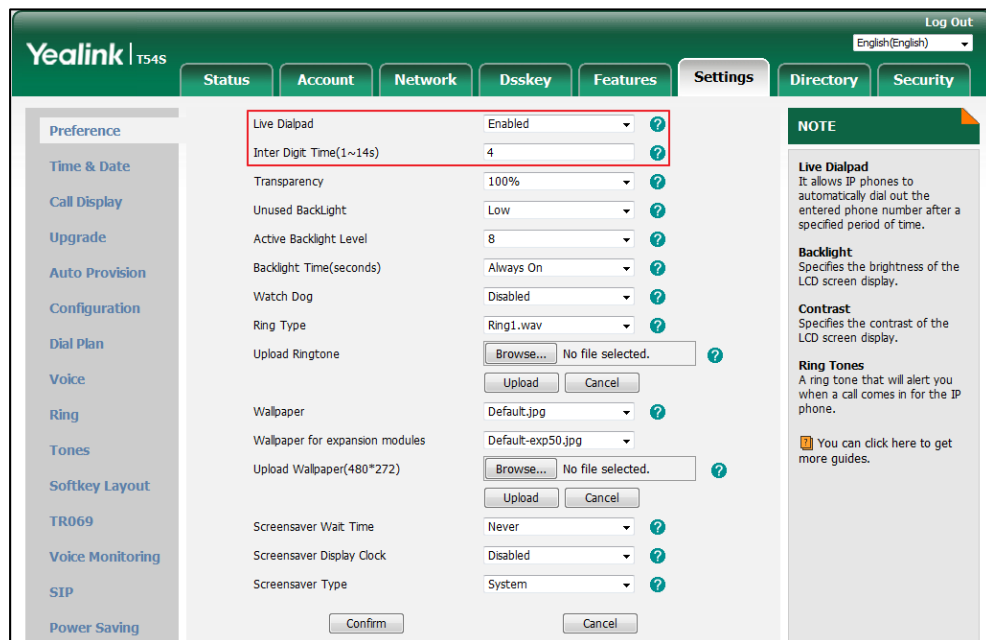 Log Out
English(English)
Yealink | T54S
Status Account Network Dsskey Features Settings Directory Security
Preference
Time & Date
Call Display
Upgrade
Auto Provision
Configuration
Dial Plan
Voice
Ring
Tones
Softkey Layout
TR069
Voice Monitoring
SIP
Power Saving
Live Dialpad Enabled ?
Inter Digit Time(1~14s) 4 ?
Transparency 100% ?
Unused BackLight Low ?
Active Backlight Level 8 ?
Backlight Time(seconds) Always On ?
Watch Dog Disabled ?
Ring Type Ring1.wav ?
Upload Ringtone Browse... No file selected. ?
Upload Cancel
Wallpaper Default.jpg ?
Wallpaper for expansion modules Default-exp50.jpg
Upload Wallpaper(480*272) Browse... No file selected. ?
Upload Cancel
Screensaver Wait Time Never ?
Screensaver Display Clock Disabled ?
Screensaver Type System ?
Confirm Cancel
NOTE
Live Dialpad
It allows IP phones to
automatically dial out the
entered phone number after a
specified period of time.
Backlight
Specifies the brightness of the
LCD screen display.
Contrast
Specifies the contrast of the
LCD screen display.
Ring Tones
A ring tone that will alert you
when a call comes in for the IP
phone.
? You can click here to get
more guides.